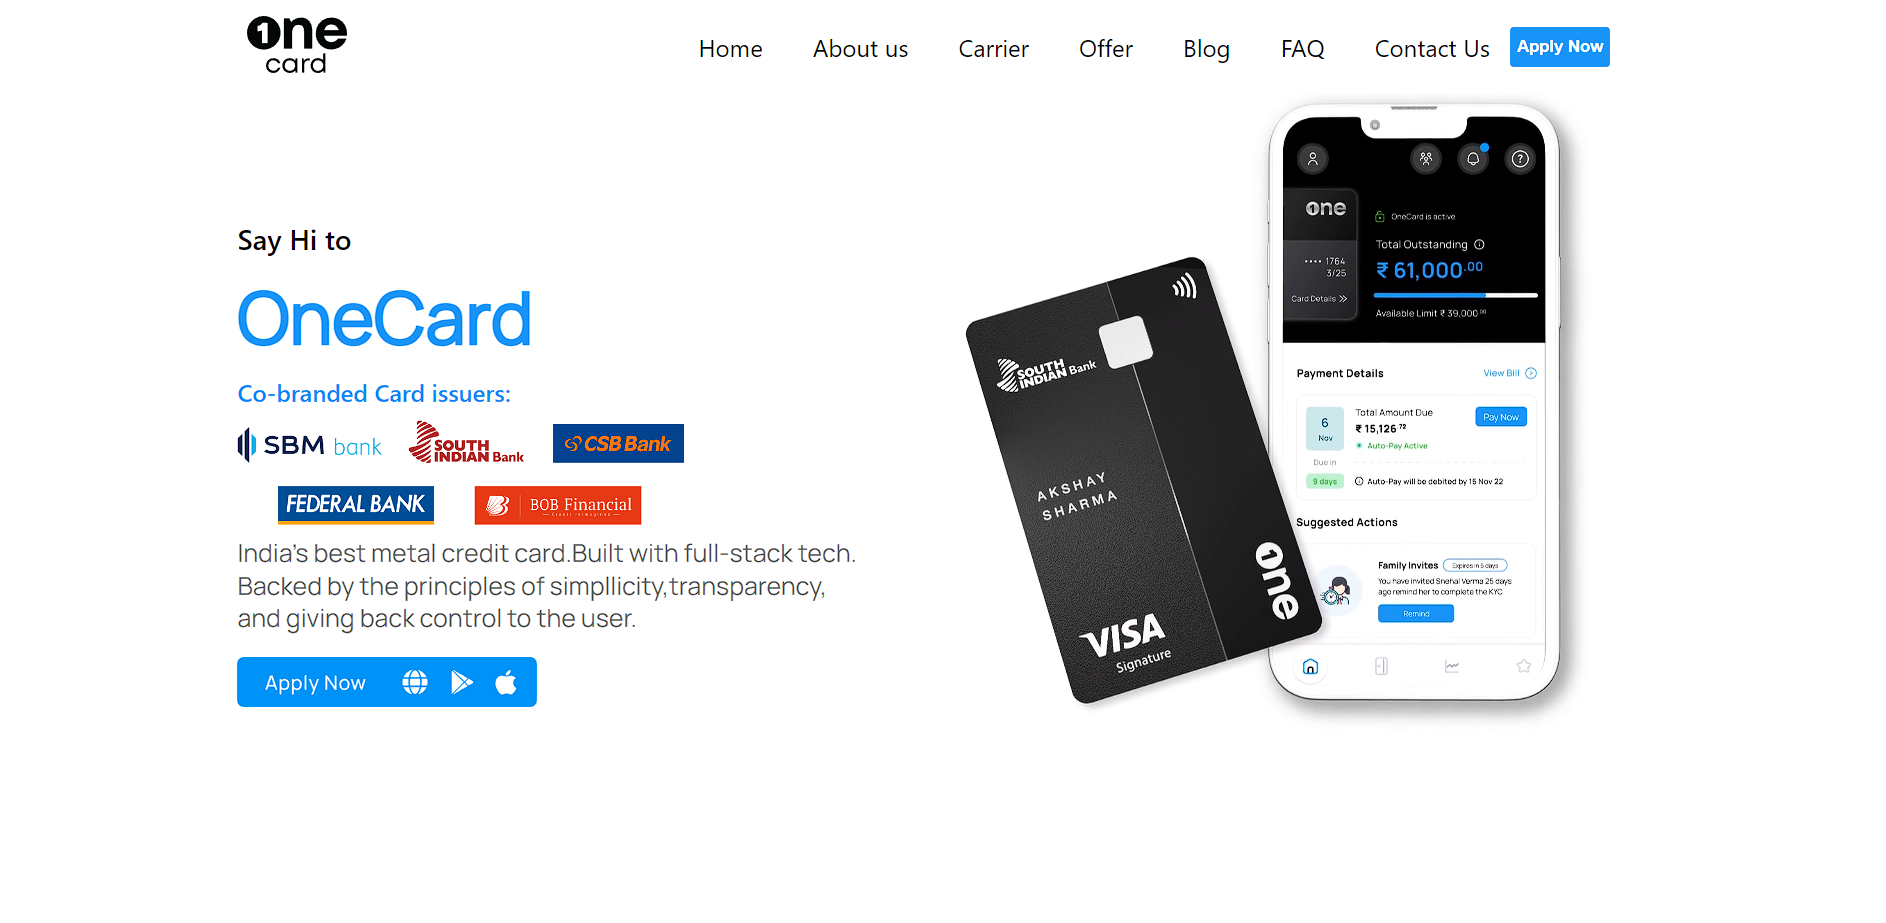 One
card
Home About us Carrier Offer Blog FAQ Contact Us Apply Now
Say Hi to
OneCard
Co-branded Card issuers:
SBM bank SOUTH INDIAN Bank CSB Bank
FEDERAL BANK BOB Financial
Credit reimagined
India's best metal credit card.Built with full-stack tech.
Backed by the principles of simpllicity,transparency,
and giving back control to the user.
Apply Now
SOUTH
INDIAN Bank
AKSHAY
SHARMA
One
VISA
Signature
One
OneCard is active
Total Outstanding
₹ 61,000.00
•••• 1764
3/25
Card Details
Available Limit ₹ 39,000.00
Payment Details View Bill
6
Nov
Total Amount Due
₹ 15,126.72
Pay Now
Auto-Pay Active
Due in
9 days
Auto-Pay will be debited by 15 Nov 22
Suggested Actions
Family Invites Expires in 5 days
You have invited Snehal Verma 25 days
ago remind her to complete the KYC
Remind